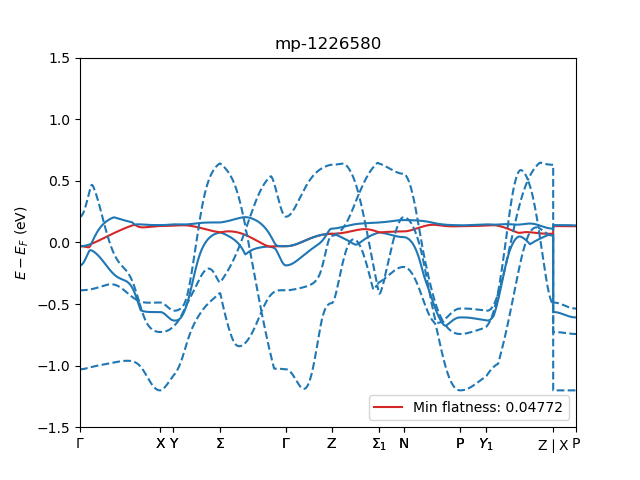 mp-1226580
E − E_F (eV)
1.5
1.0
0.5
0.0
−0.5
−1.0
−1.5
Min flatness: 0.04772
Γ X Y Σ Γ Z Σ₁ N P Y₁ Z | X P